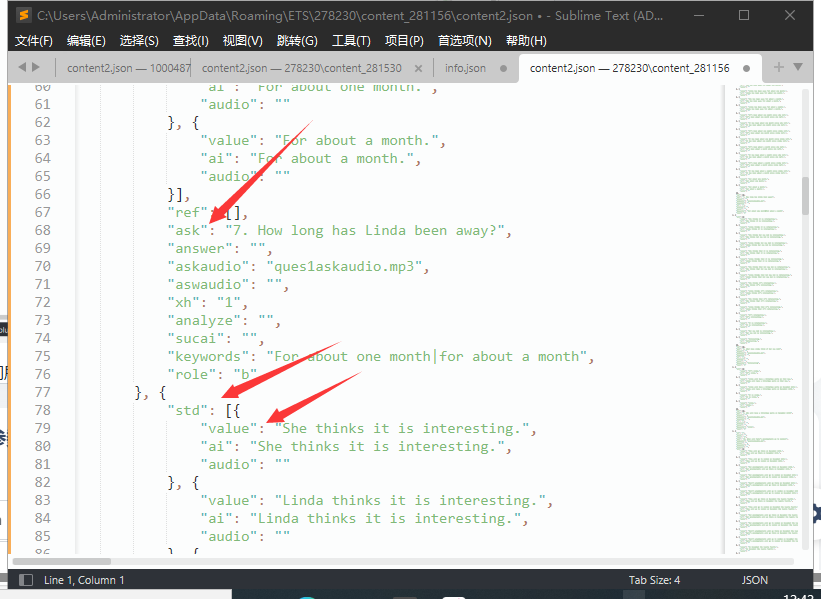 C:\Users\Administrator\AppData\Roaming\ETS\278230\content_281156\content2.json • - Sublime Text (AD...
文件(F) 编辑(E) 选择(S) 查找(I) 视图(V) 跳转(G) 工具(T) 项目(P) 首选项(N) 帮助(H)
content2.json — 1000487 content2.json — 278230\content_281530 × info.json content2.json — 278230\content_281156
60 "ai": "For about one month.",
61 "audio": ""
62 }, {
63 "value": "For about a month.",
64 "ai": "For about a month.",
65 "audio": ""
66 }],
67 "ref": [],
68 "ask": "7. How long has Linda been away?",
69 "answer": "",
70 "askaudio": "ques1askaudio.mp3",
71 "aswaudio": "",
72 "xh": "1",
73 "analyze": "",
74 "sucai": "",
75 "keywords": "For about one month|for about a month",
76 "role": "b"
77 }, {
78 "std": [{
79 "value": "She thinks it is interesting.",
80 "ai": "She thinks it is interesting.",
81 "audio": ""
82 }, {
83 "value": "Linda thinks it is interesting.",
84 "ai": "Linda thinks it is interesting.",
85 "audio": ""
86 }, {
Line 1, Column 1 Tab Size: 4 JSON